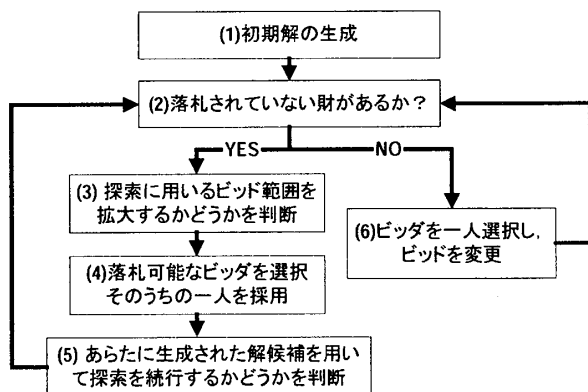 (1)初期解の生成
(2)落札されていない財があるか？
YES
NO
(3) 探索に用いるビッド範囲を
拡大するかどうかを判断
(4)落札可能なビッダを選択
そのうちの一人を採用
(5) あらたに生成された解候補を用い
て探索を続行するかどうかを判断
(6)ビッダを一人選択し,
ビッドを変更